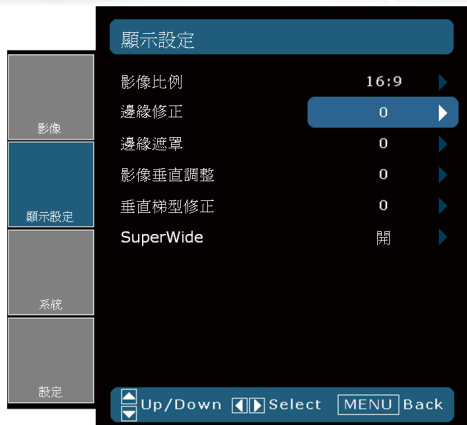 顯示設定
影像比例 16:9
邊緣修正 0
邊緣遮罩 0
影像垂直調整 0
垂直梯型修正 0
SuperWide 開
影像
顯示設定
系統
設定
Up/Down Select MENU Back